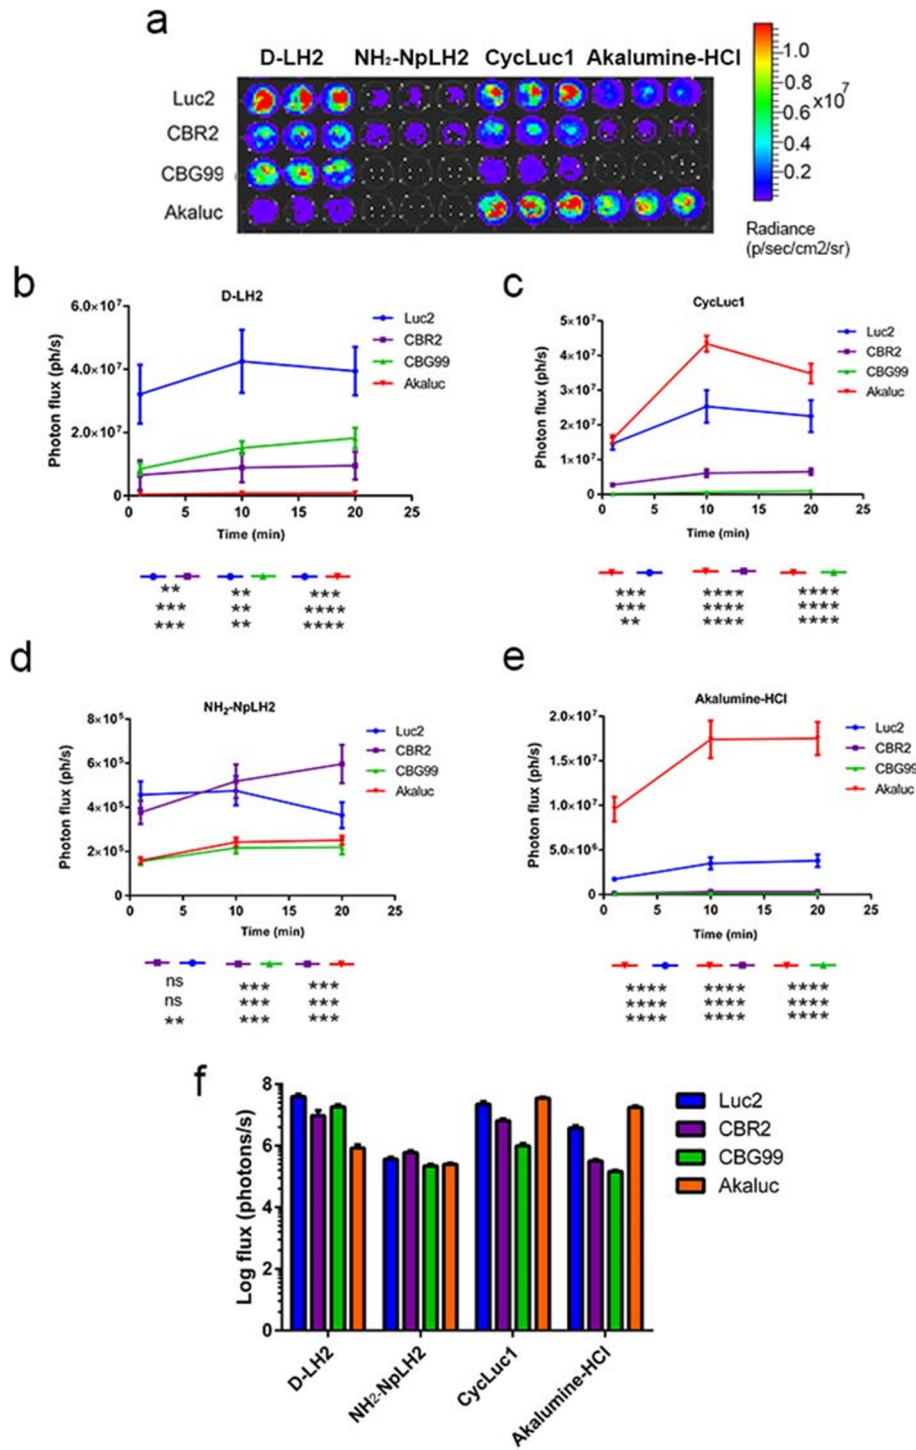 a
D-LH2 NH2-NpLH2 CycLuc1 Akalumine-HCl
Luc2
CBR2
CBG99
Akaluc
1.0
0.6
0.2
x10^7
Radiance
(p/sec/cm2/sr)
b
D-LH2
6.0×10^7
4.0×10^7
2.0×10^7
0
Photon flux (ph/s)
0 5 10 15 20 25
Time (min)
Luc2
CBR2
CBG99
Akaluc
** ** ***
*** ** ****
*** ** ****
c
CycLuc1
5×10^7
4×10^7
3×10^7
2×10^7
1×10^7
0
Photon flux (ph/s)
0 5 10 15 20 25
Time (min)
Luc2
CBR2
CBG99
Akaluc
*** **** ****
*** **** ****
** **** ****
d
NH2-NpLH2
8×10^5
6×10^5
4×10^5
2×10^5
0
Photon flux (ph/s)
0 5 10 15 20 25
Time (min)
Luc2
CBR2
CBG99
Akaluc
ns *** ***
ns *** ***
** *** ***
e
Akalumine-HCl
2.0×10^7
1.5×10^7
1.0×10^7
5.0×10^6
0
Photon flux (ph/s)
0 5 10 15 20 25
Time (min)
Luc2
CBR2
CBG99
Akaluc
**** **** ****
**** **** ****
**** **** ****
f
8
6
4
2
0
Log flux (photons/s)
D-LH2
NH2-NpLH2
CycLuc1
Akalumine-HCl
Luc2
CBR2
CBG99
Akaluc